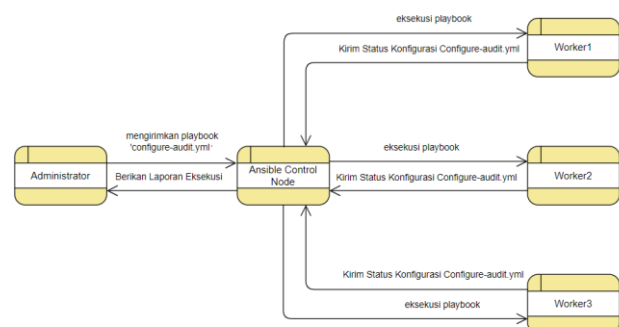 eksekusi playbook
Kirim Status Konfigurasi Configure-audit.yml
Worker1
mengirimkan playbook
'configure-audit.yml'
Administrator
Berikan Laporan Eksekusi
Ansible Control
Node
eksekusi playbook
Kirim Status Konfigurasi Configure-audit.yml
Worker2
Kirim Status Konfigurasi Configure-audit.yml
eksekusi playbook
Worker3